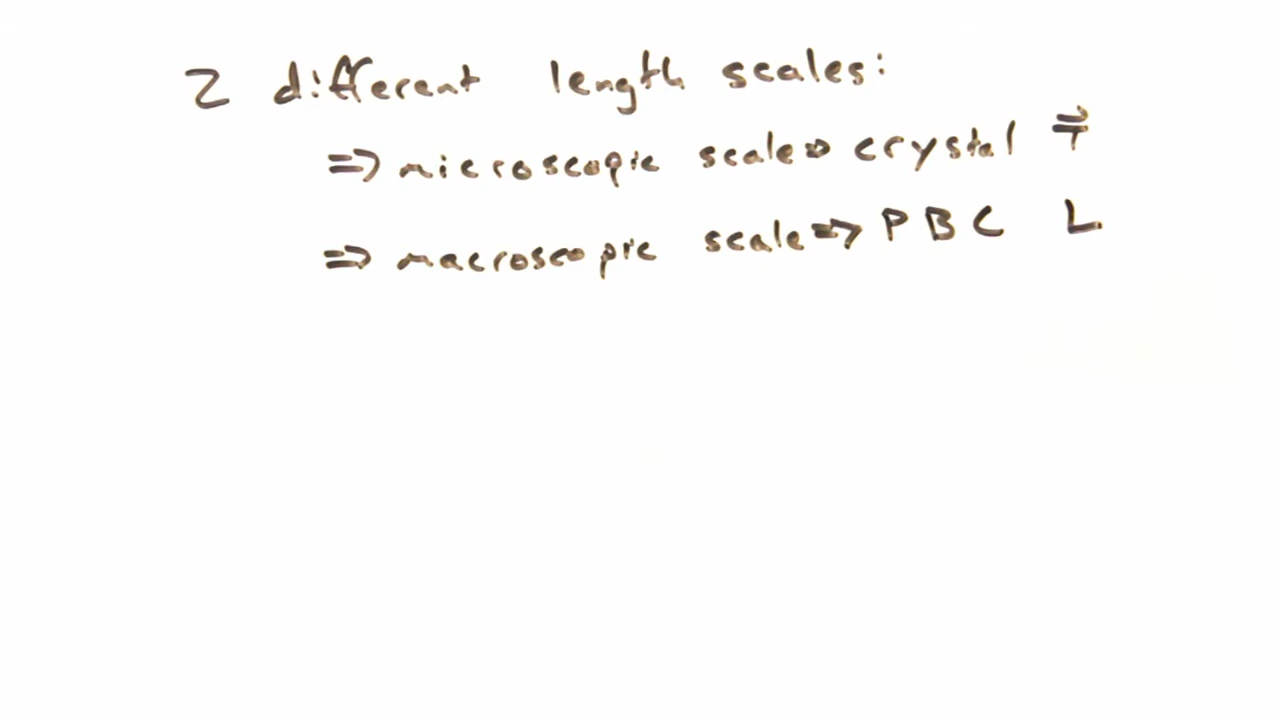 2 different length scales:
⇒ microscopic scale ⇒ crystal T⃗
⇒ macroscopic scale ⇒ PBC L